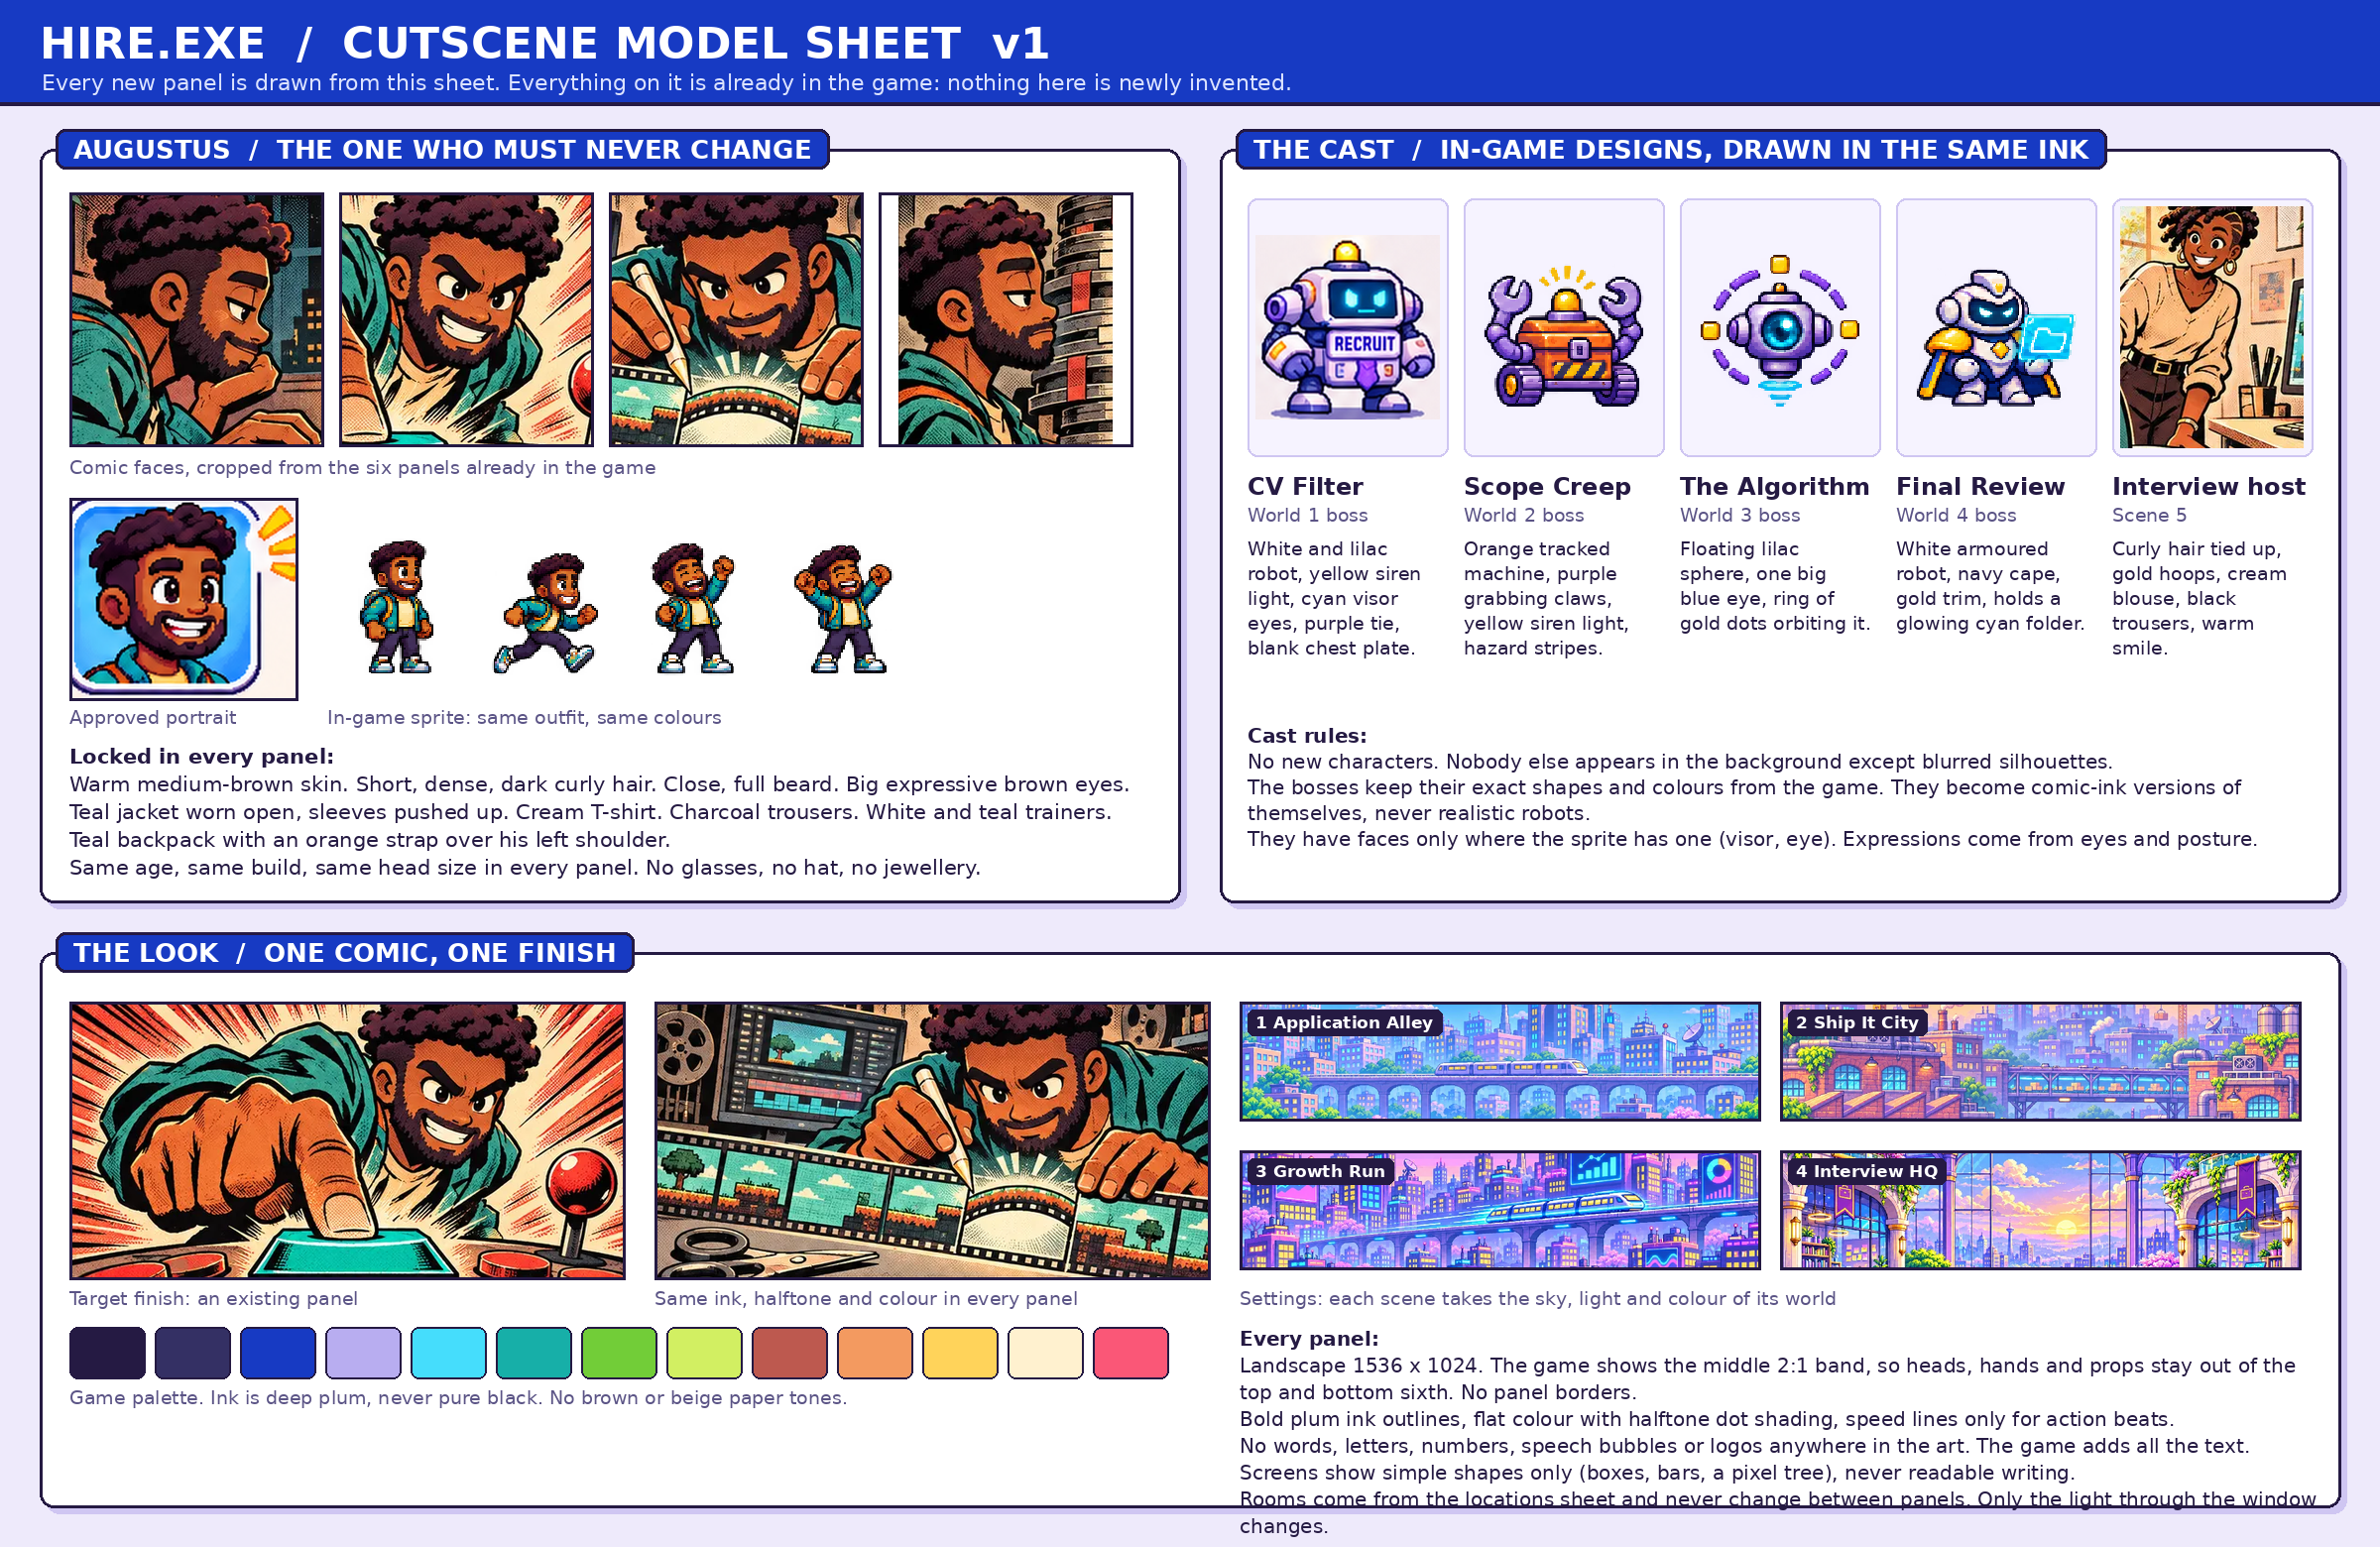 HIRE.EXE / CUTSCENE MODEL SHEET v1
Every new panel is drawn from this sheet. Everything on it is already in the game: nothing here is newly invented.
AUGUSTUS / THE ONE WHO MUST NEVER CHANGE
Comic faces, cropped from the six panels already in the game
Approved portrait
In-game sprite: same outfit, same colours
Locked in every panel:
Warm medium-brown skin. Short, dense, dark curly hair. Close, full beard. Big expressive brown eyes.
Teal jacket worn open, sleeves pushed up. Cream T-shirt. Charcoal trousers. White and teal trainers.
Teal backpack with an orange strap over his left shoulder.
Same age, same build, same head size in every panel. No glasses, no hat, no jewellery.
THE CAST / IN-GAME DESIGNS, DRAWN IN THE SAME INK
RECRUIT
CV Filter
World 1 boss
White and lilac
robot, yellow siren
light, cyan visor
eyes, purple tie,
blank chest plate.
Scope Creep
World 2 boss
Orange tracked
machine, purple
grabbing claws,
yellow siren light,
hazard stripes.
The Algorithm
World 3 boss
Floating lilac
sphere, one big
blue eye, ring of
gold dots orbiting it.
Final Review
World 4 boss
White armoured
robot, navy cape,
gold trim, holds a
glowing cyan folder.
Interview host
Scene 5
Curly hair tied up,
gold hoops, cream
blouse, black
trousers, warm
smile.
Cast rules:
No new characters. Nobody else appears in the background except blurred silhouettes.
The bosses keep their exact shapes and colours from the game. They become comic-ink versions of
themselves, never realistic robots.
They have faces only where the sprite has one (visor, eye). Expressions come from eyes and posture.
THE LOOK / ONE COMIC, ONE FINISH
Target finish: an existing panel
Same ink, halftone and colour in every panel
Game palette. Ink is deep plum, never pure black. No brown or beige paper tones.
1 Application Alley
2 Ship It City
3 Growth Run
4 Interview HQ
Settings: each scene takes the sky, light and colour of its world
Every panel:
Landscape 1536 x 1024. The game shows the middle 2:1 band, so heads, hands and props stay out of the
top and bottom sixth. No panel borders.
Bold plum ink outlines, flat colour with halftone dot shading, speed lines only for action beats.
No words, letters, numbers, speech bubbles or logos anywhere in the art. The game adds all the text.
Screens show simple shapes only (boxes, bars, a pixel tree), never readable writing.
Rooms come from the locations sheet and never change between panels. Only the light through the window
changes.